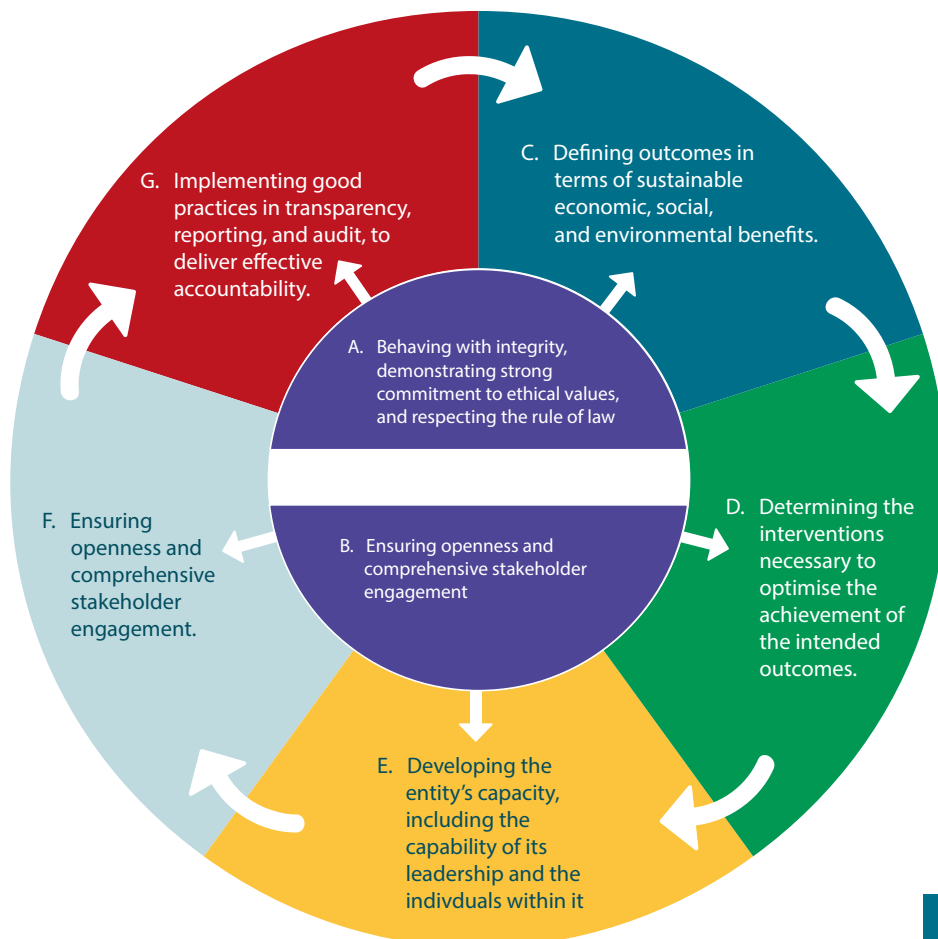 G. Implementing good
practices in transparency,
reporting, and audit, to
deliver effective
accountability.
C. Defining outcomes in
terms of sustainable
economic, social,
and environmental benefits.
A. Behaving with integrity,
demonstrating strong
commitment to ethical values,
and respecting the rule of law
F. Ensuring
openness and
comprehensive
stakeholder
engagement.
B. Ensuring openness and
comprehensive stakeholder
engagement
D. Determining the
interventions
necessary to
optimise the
achievement of
the intended
outcomes.
E. Developing the
entity’s capacity,
including the
capability of its
leadership and the
indivduals within it